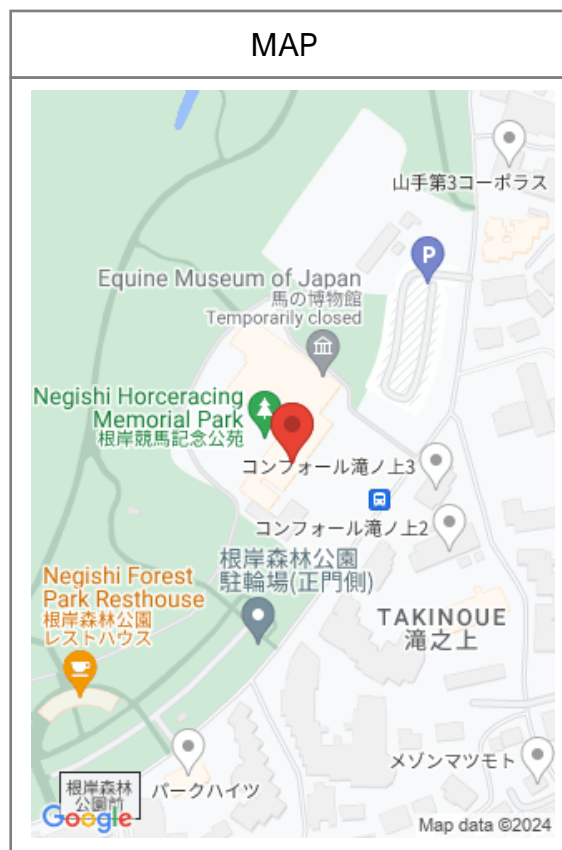 MAP
山手第3コーポラス
P
Equine Museum of Japan
馬の博物館
Temporarily closed
Negishi Horceracing
Memorial Park
根岸競馬記念公苑
コンフォール滝ノ上3
コンフォール滝ノ上2
根岸森林公園
駐輪場(正門側)
Negishi Forest
Park Resthouse
根岸森林公園
レストハウス
TAKINOUE
滝之上
メゾンマツモト
パークハイツ
根岸森林
公園前
Google
Map data ©2024